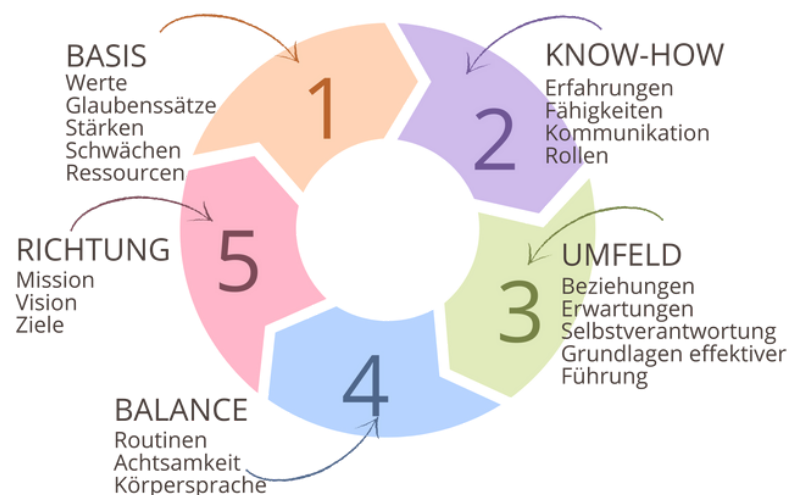 BASIS
Werte
Glaubenssätze
Stärken
Schwächen
Ressourcen
1
KNOW-HOW
Erfahrungen
Fähigkeiten
Kommunikation
Rollen
2
UMFELD
Beziehungen
Erwartungen
Selbstverantwortung
Grundlagen effektiver
Führung
3
BALANCE
Routinen
Achtsamkeit
Körpersprache
4
RICHTUNG
Mission
Vision
Ziele
5